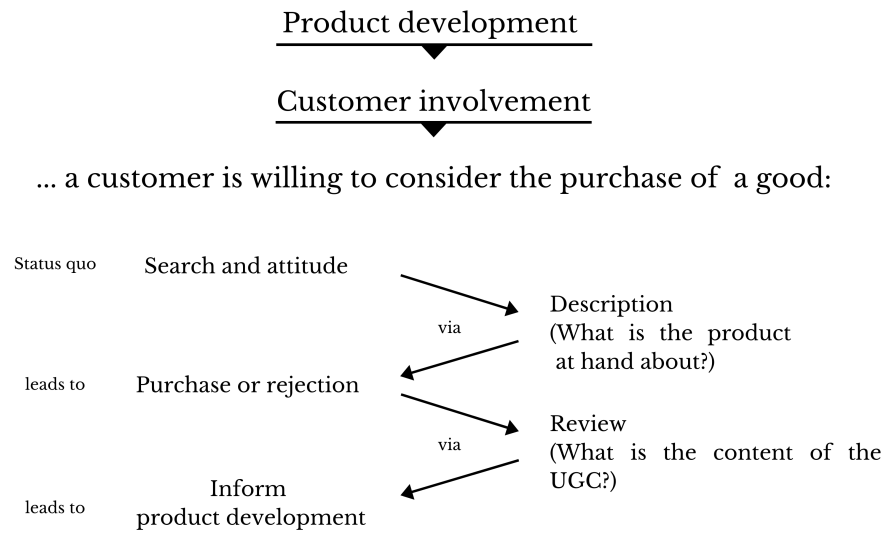 Product development
Customer involvement
... a customer is willing to consider the purchase of a good:
Status quo
Search and attitude
Description
(What is the product
at hand about?)
via
leads to
Purchase or rejection
Review
(What is the content of the
UGC?)
via
leads to
Inform
product development